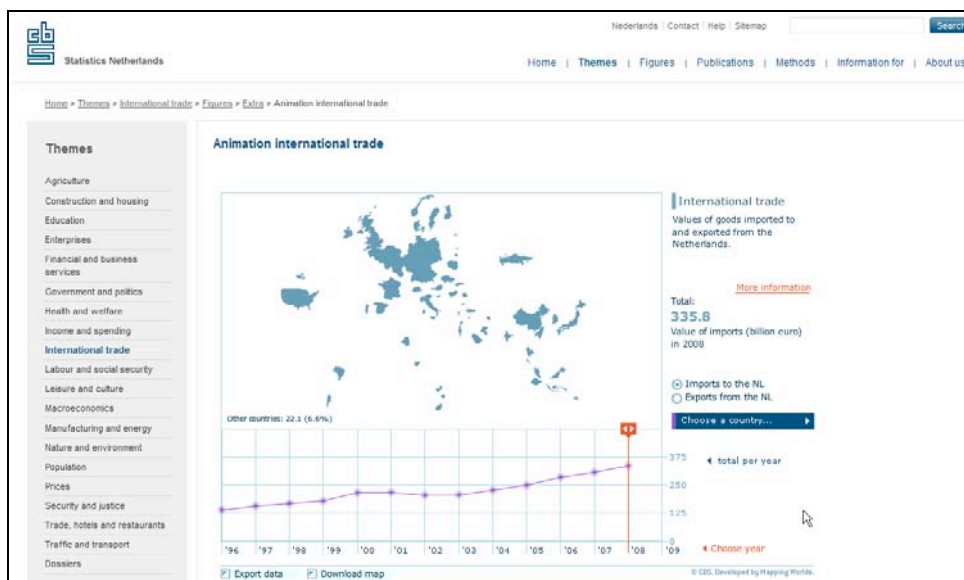 Nederlands | Contact | Help | Sitemap
Search
cbs
Statistics Netherlands
Home | Themes | Figures | Publications | Methods | Information for | About us
Home » Themes » International trade » Figures » Extra » Animation international trade
Themes
Agriculture
Construction and housing
Education
Enterprises
Financial and business
services
Government and politics
Health and welfare
Income and spending
International trade
Labour and social security
Leisure and culture
Macroeconomics
Manufacturing and energy
Nature and environment
Population
Prices
Security and justice
Trade, hotels and restaurants
Traffic and transport
Dossiers
Animation international trade
Other countries: 22.1 (6.6%)
International trade
Values of goods imported to
and exported from the
Netherlands.
More information
Total:
335.8
Value of imports (billion euro)
in 2008
Imports to the NL
Exports from the NL
Choose a country...
375
250
125
0
total per year
'96 '97 '98 '99 '00 '01 '02 '03 '04 '05 '06 '07 '08 '09
Choose year
Export data
Download map
© CBS. Developed by Mapping Worlds.